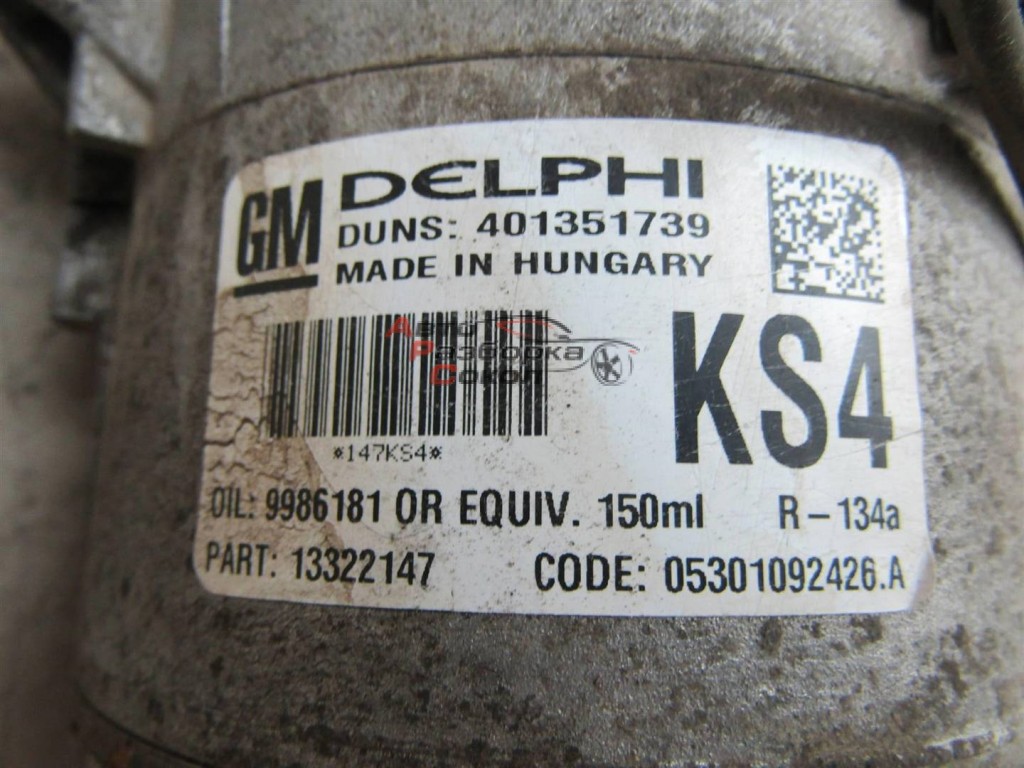 GM DELPHI
DUNS: 401351739
MADE IN HUNGARY
Авто
Разборка
Сокол
KS4
*147KS4*
OIL: 9986181 OR EQUIV. 150ml R-134a
PART: 13322147 CODE: 05301092426.A